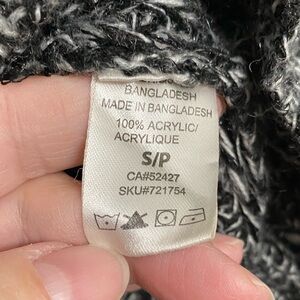 BANGLADESH
MADE IN BANGLADESH
100% ACRYLIC/
ACRYLIQUE
S/P
CA#52427
SKU#721754